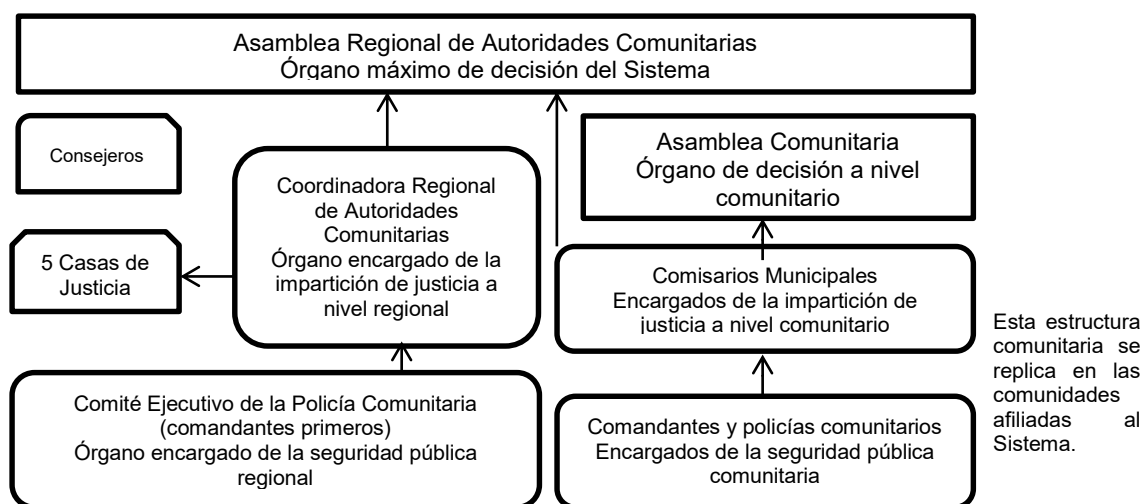 Asamblea Regional de Autoridades Comunitarias
Órgano máximo de decisión del Sistema
Consejeros
Coordinadora Regional
de Autoridades
Comunitarias
Órgano encargado de la
impartición de justicia a
nivel regional
5 Casas de
Justicia
Comité Ejecutivo de la Policía Comunitaria
(comandantes primeros)
Órgano encargado de la seguridad pública
regional
Asamblea Comunitaria
Órgano de decisión a nivel
comunitario
Comisarios Municipales
Encargados de la impartición de
justicia a nivel comunitario
Comandantes y policías comunitarios
Encargados de la seguridad pública
comunitaria
Esta estructura
comunitaria se
replica en las
comunidades
afiliadas al
Sistema.